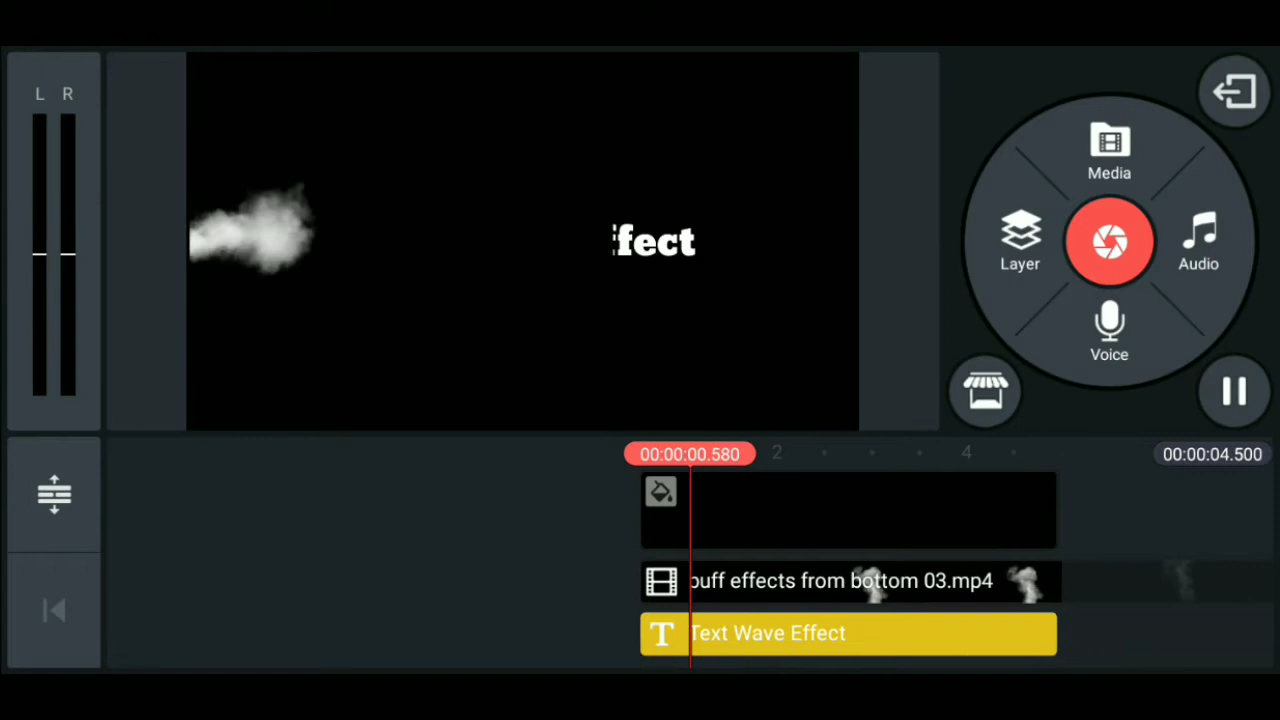 L R
fect
Media
Layer
Audio
Voice
00:00:00.580
2
4
00:00:04.500
puff effects from bottom 03.mp4
Text Wave Effect